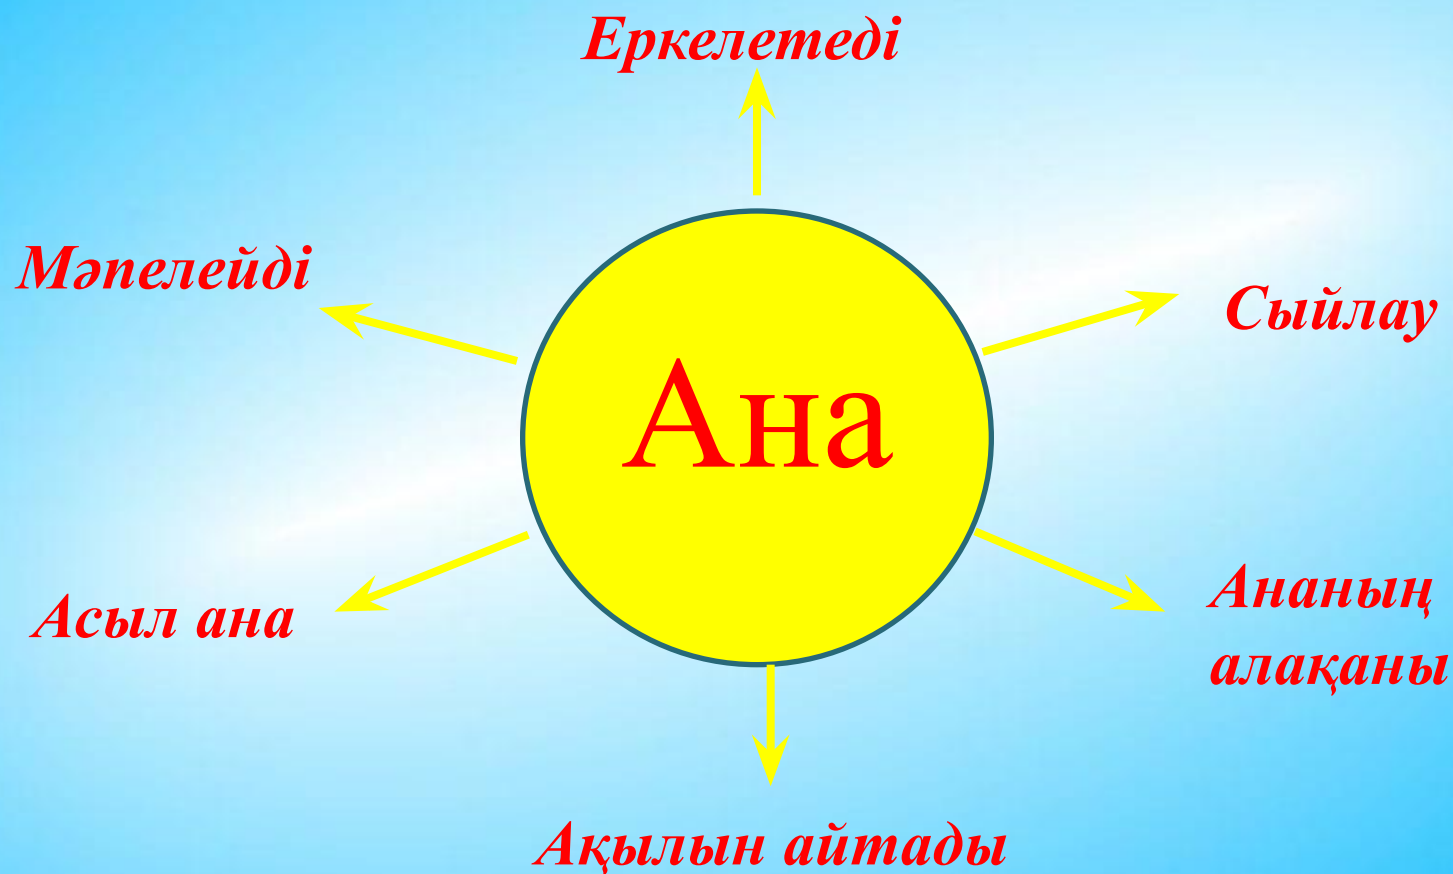 Еркелетеді
Мәпелейді
Сыйлау
Ана
Асыл ана
Ананың
алақаны
Ақылын айтады